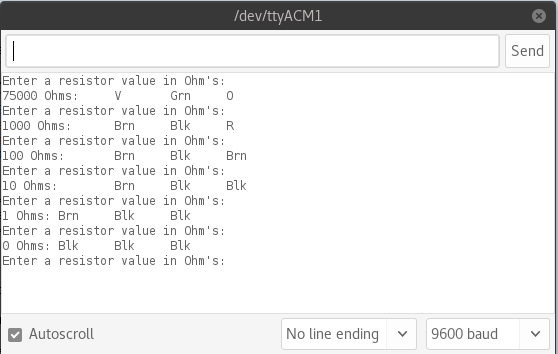 /dev/ttyACM1
Send
Enter a resistor value in Ohm's:
75000 Ohms: V Grn O
Enter a resistor value in Ohm's:
1000 Ohms: Brn Blk R
Enter a resistor value in Ohm's:
100 Ohms: Brn Blk Brn
Enter a resistor value in Ohm's:
10 Ohms: Brn Blk Blk
Enter a resistor value in Ohm's:
1 Ohms: Brn Blk Blk
Enter a resistor value in Ohm's:
0 Ohms: Blk Blk Blk
Enter a resistor value in Ohm's:
Autoscroll No line ending 9600 baud